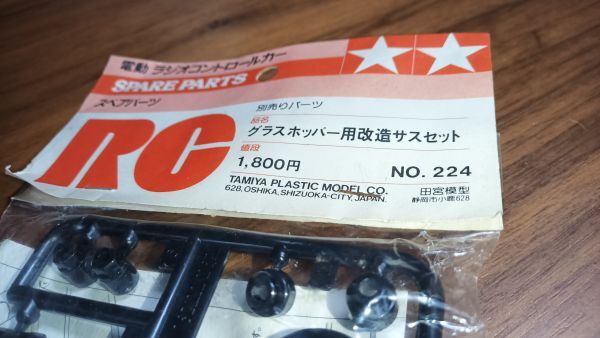 電動 ラジオコントロールカー
SPARE PARTS
スペアパーツ
RC
別売りパーツ
品名
グラスホッパー用改造サスセット
値段
1,800円
NO. 224
TAMIYA PLASTIC MODEL CO.
628, OSHIKA, SHIZUOKA-CITY, JAPAN.
田宮模型
静岡市小鹿628